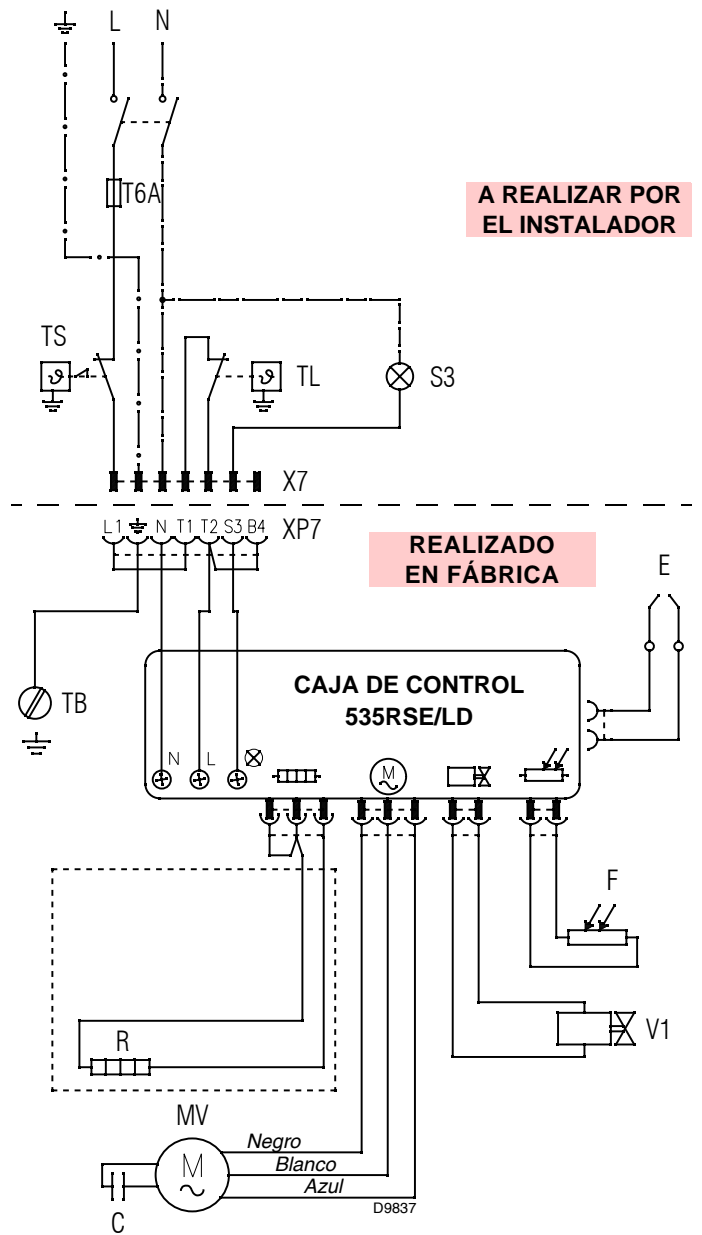 L N
T6A
A REALIZAR POR
EL INSTALADOR
TS
ϑ
ϑ
TL
S3
X7
L1 N T1 T2 S3 B4
XP7
REALIZADO
EN FÁBRICA
E
TB
CAJA DE CONTROL
535RSE/LD
N L
M
F
V1
R
MV
M
Negro
Blanco
Azul
D9837
C